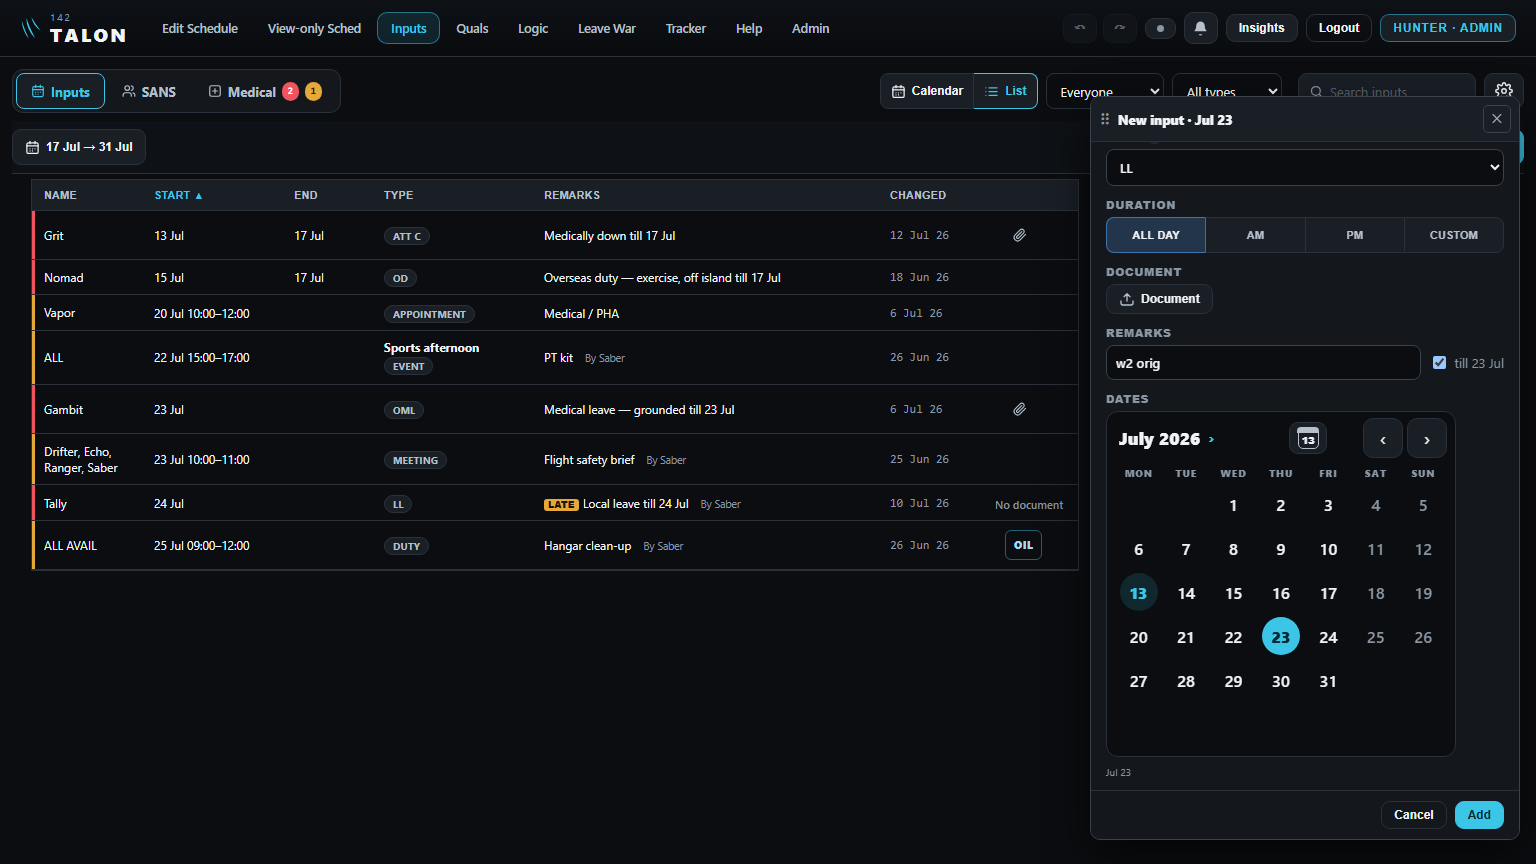 142
TALON
Edit Schedule
View-only Sched
Inputs
Quals
Logic
Leave War
Tracker
Help
Admin
Insights
Logout
HUNTER · ADMIN
Inputs
SANS
Medical 2 1
Calendar
List
Everyone
All types
Search inputs
17 Jul → 31 Jul
NAME START ▲ END TYPE REMARKS CHANGED
Grit 13 Jul 17 Jul ATT C Medically down till 17 Jul 12 Jul 26
Nomad 15 Jul 17 Jul OD Overseas duty — exercise, off island till 17 Jul 18 Jun 26
Vapor 20 Jul 10:00–12:00 APPOINTMENT Medical / PHA 6 Jul 26
ALL 22 Jul 15:00–17:00 Sports afternoon EVENT PT kit By Saber 26 Jun 26
Gambit 23 Jul OML Medical leave — grounded till 23 Jul 6 Jul 26
Drifter, Echo,
Ranger, Saber 23 Jul 10:00–11:00 MEETING Flight safety brief By Saber 25 Jun 26
Tally 24 Jul LL LATE Local leave till 24 Jul By Saber 10 Jul 26 No document
ALL AVAIL 25 Jul 09:00–12:00 DUTY Hangar clean-up By Saber 26 Jun 26 OIL
New input · Jul 23
LL
DURATION
ALL DAY AM PM CUSTOM
DOCUMENT
Document
REMARKS
w2 orig till 23 Jul
DATES
July 2026 › 13 ‹ ›
MON TUE WED THU FRI SAT SUN
1 2 3 4 5
6 7 8 9 10 11 12
13 14 15 16 17 18 19
20 21 22 23 24 25 26
27 28 29 30 31
Jul 23
Cancel Add